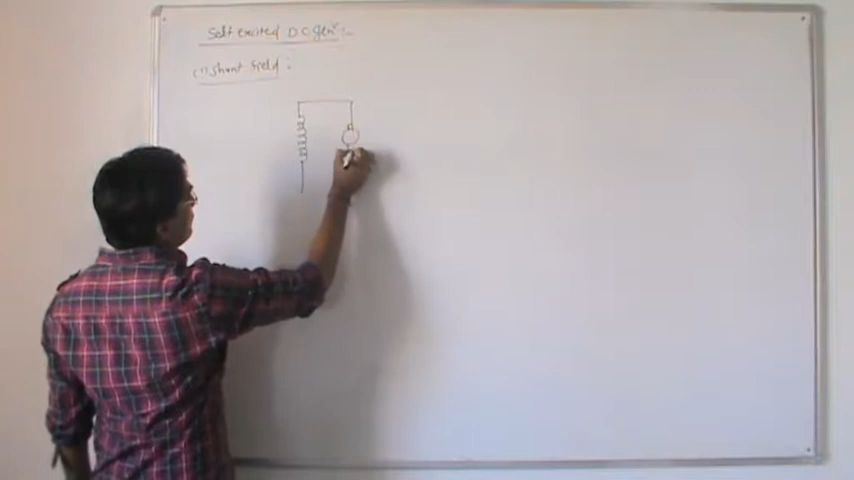 Self excited D C gen^r :-
(1) Shunt field :